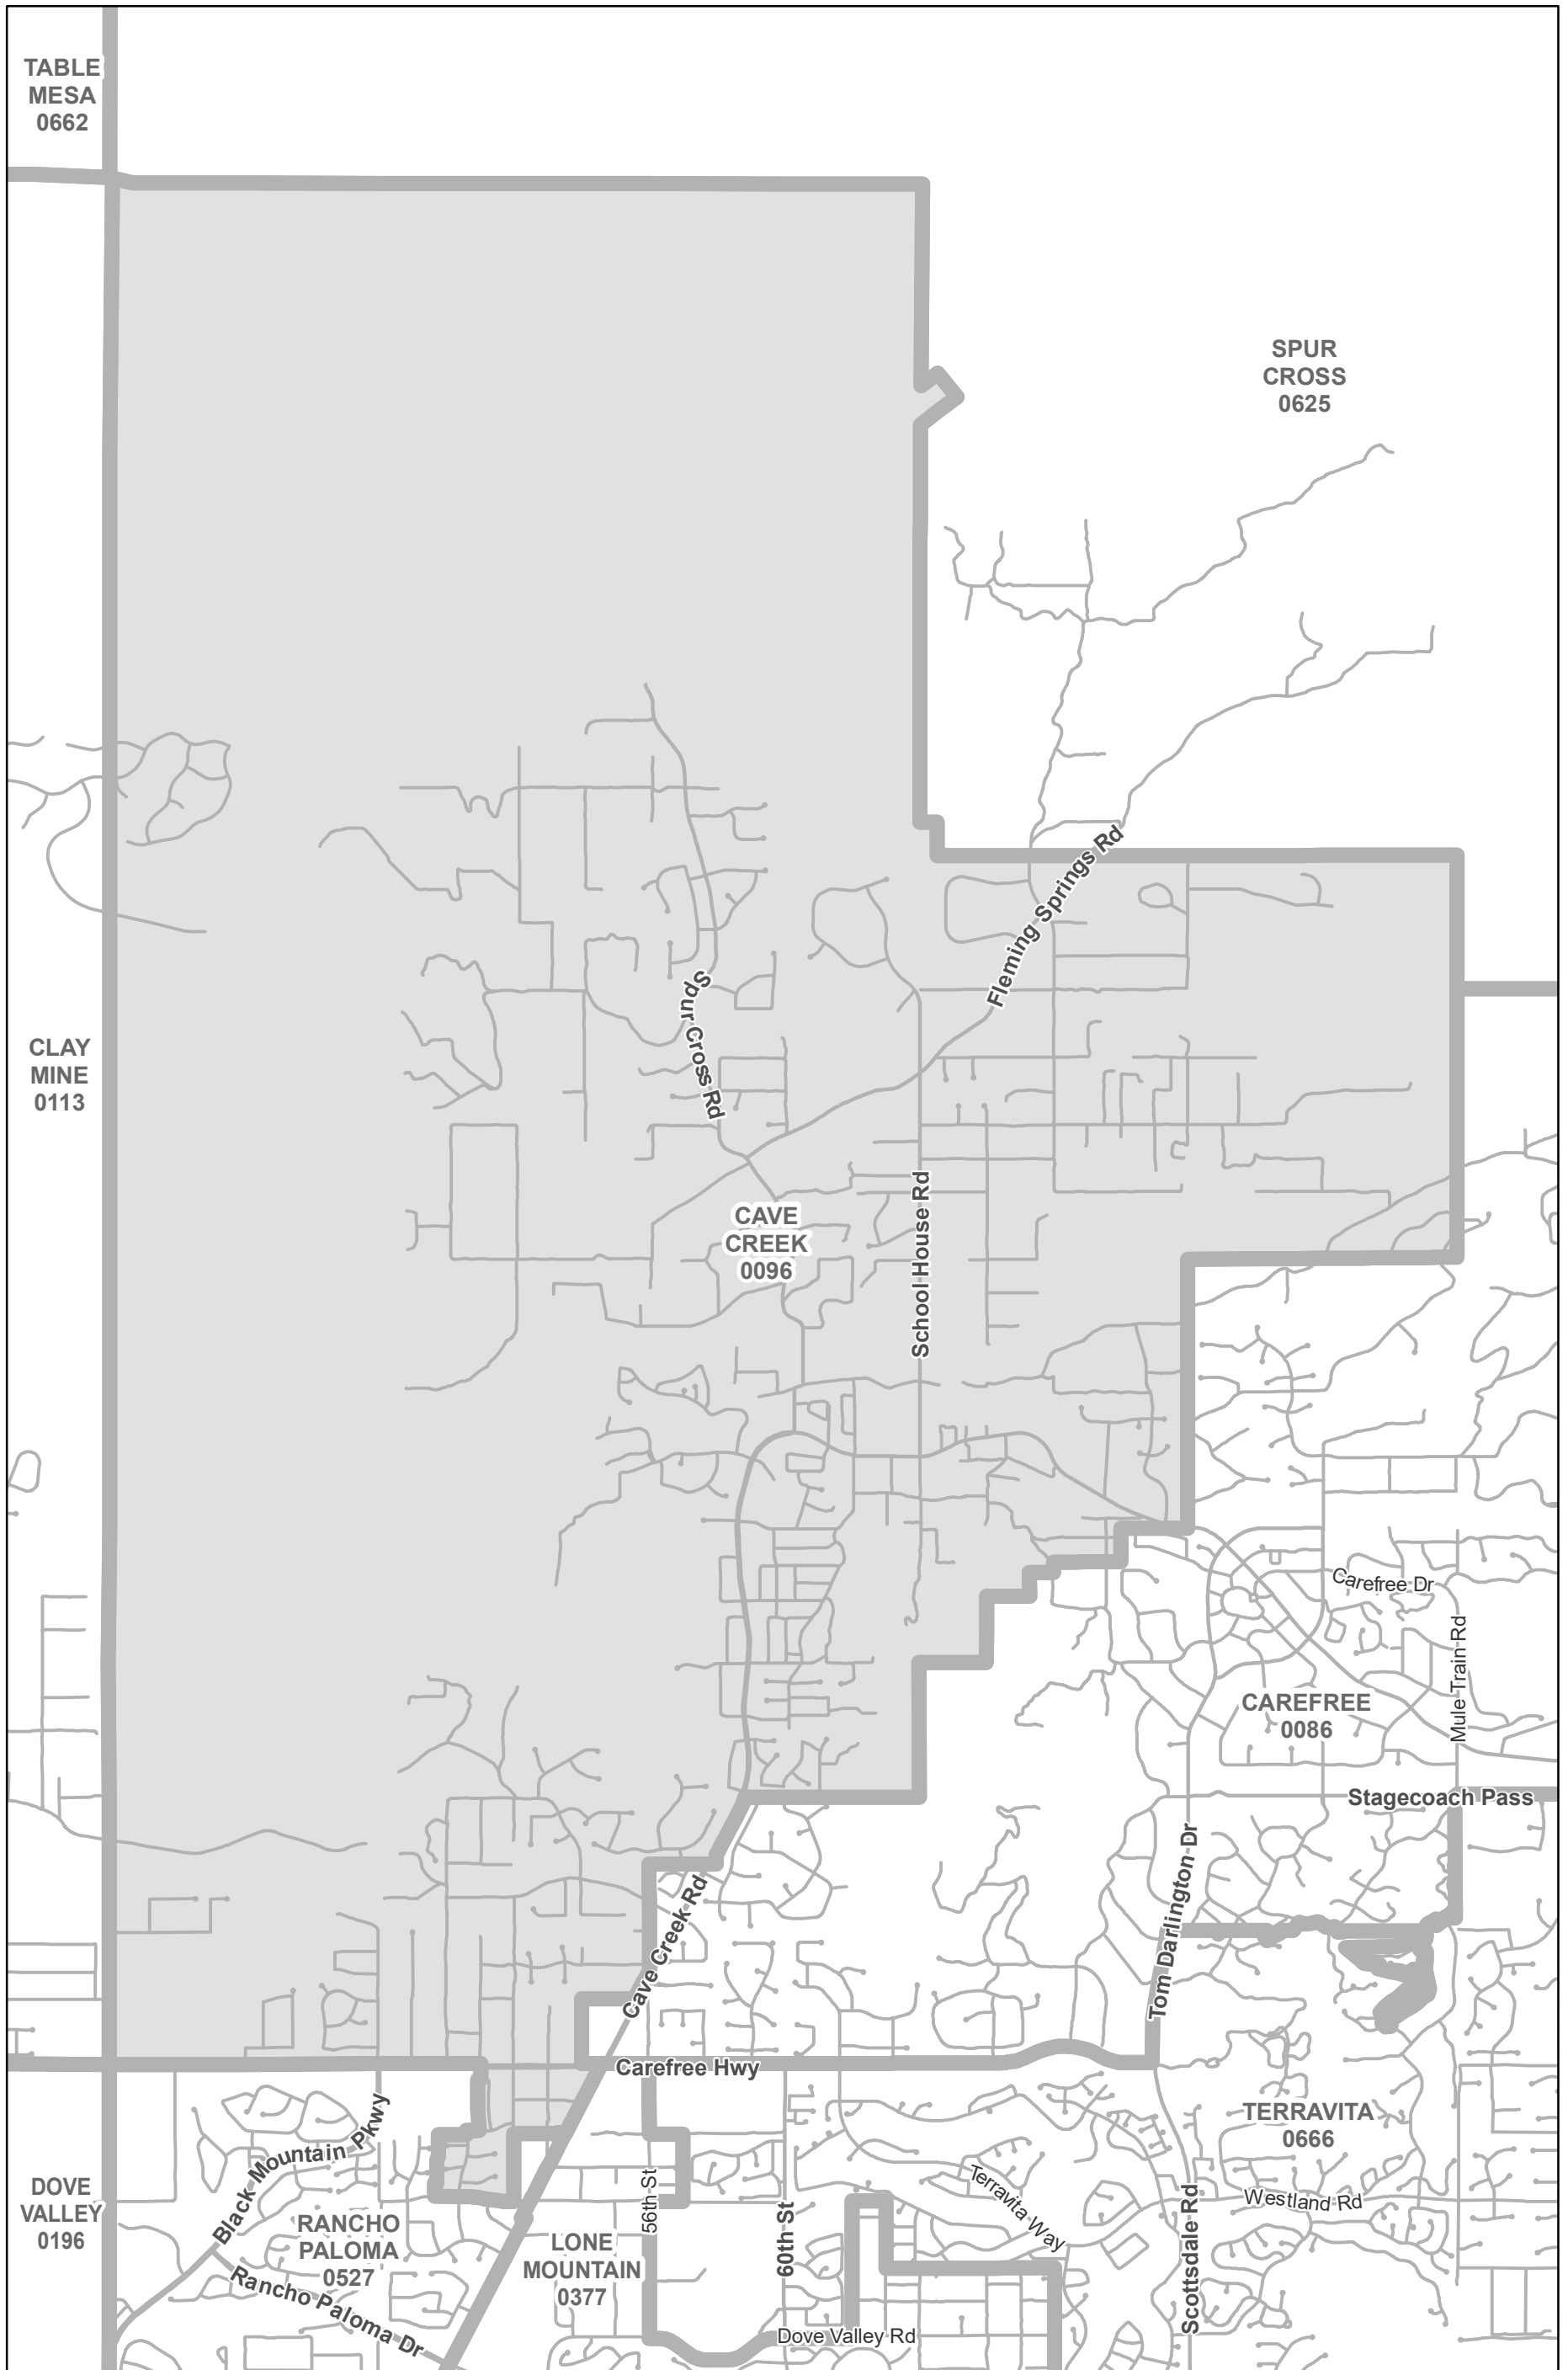 TABLE
MESA
0662
SPUR
CROSS
0625
Fleming Springs Rd
Spur Cross Rd
CLAY
MINE
0113
School House Rd
CAVE
CREEK
0096
Carefree Dr
Mule Train Rd
CAREFREE
0086
Stagecoach Pass
Tom Darlington Dr
Cave Creek Rd
Carefree Hwy
Black Mountain Pkwy
TERRAVITA
0666
DOVE
VALLEY
0196
RANCHO
PALOMA
0527
56th St
60th St
Terravita Way
Westland Rd
Scottsdale Rd
LONE
MOUNTAIN
0377
Rancho Paloma Dr
Dove Valley Rd